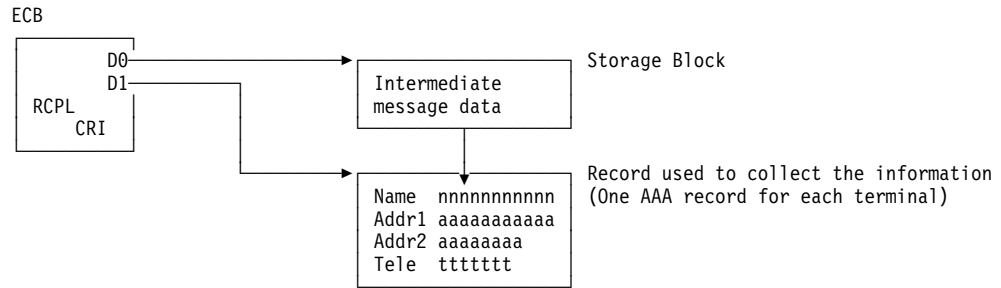 ECB
D0
Storage Block
D1
Intermediate
message data
RCPL
CRI
Record used to collect the information
(One AAA record for each terminal)
Name nnnnnnnnnnn
Addr1 aaaaaaaaaaa
Addr2 aaaaaaaa
Tele ttttttt